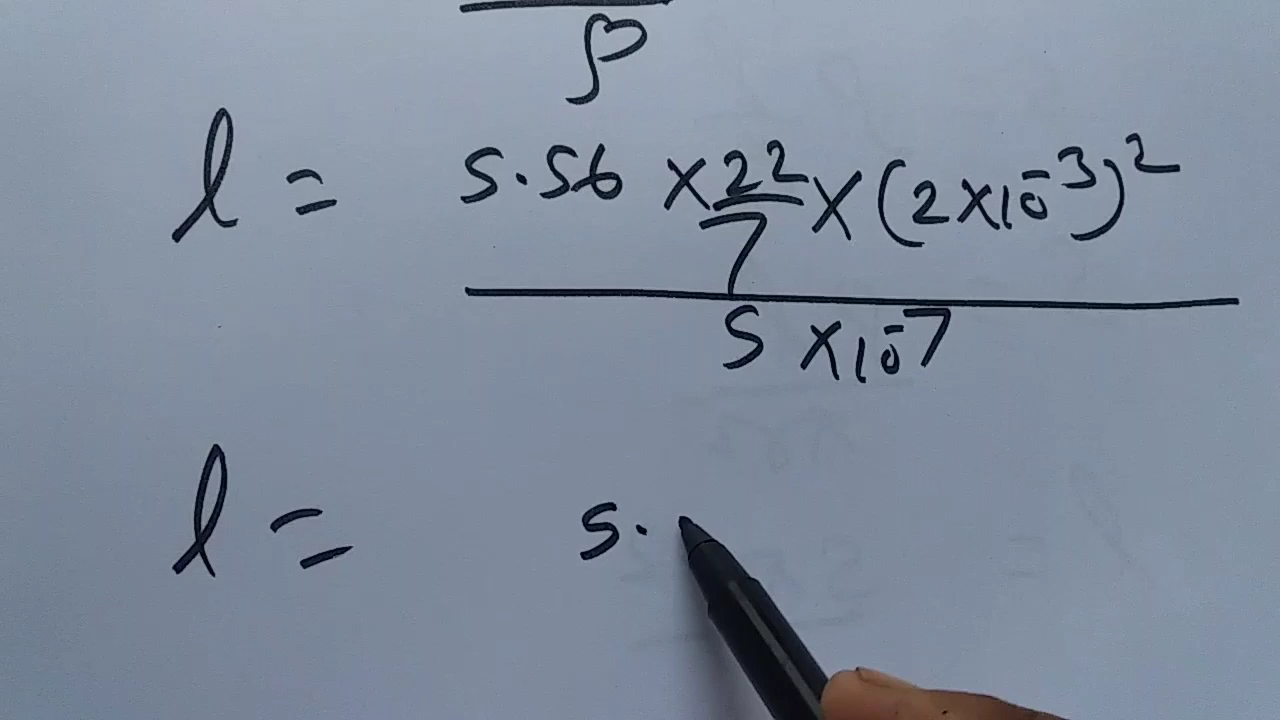 ρ
l = 5.56 × 22/7 × (2×10⁻³)²
5 × 10⁻⁷
l = 5.